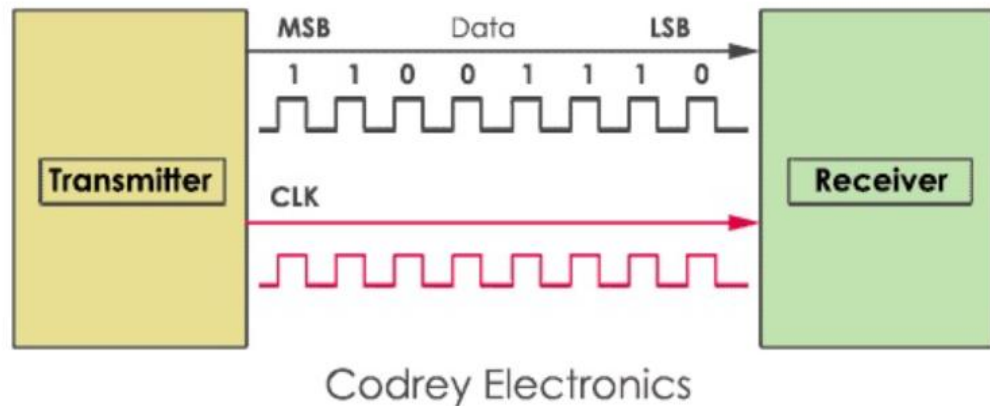 MSB Data LSB
1 1 0 0 1 1 1 0
Transmitter
Receiver
CLK
Codrey Electronics